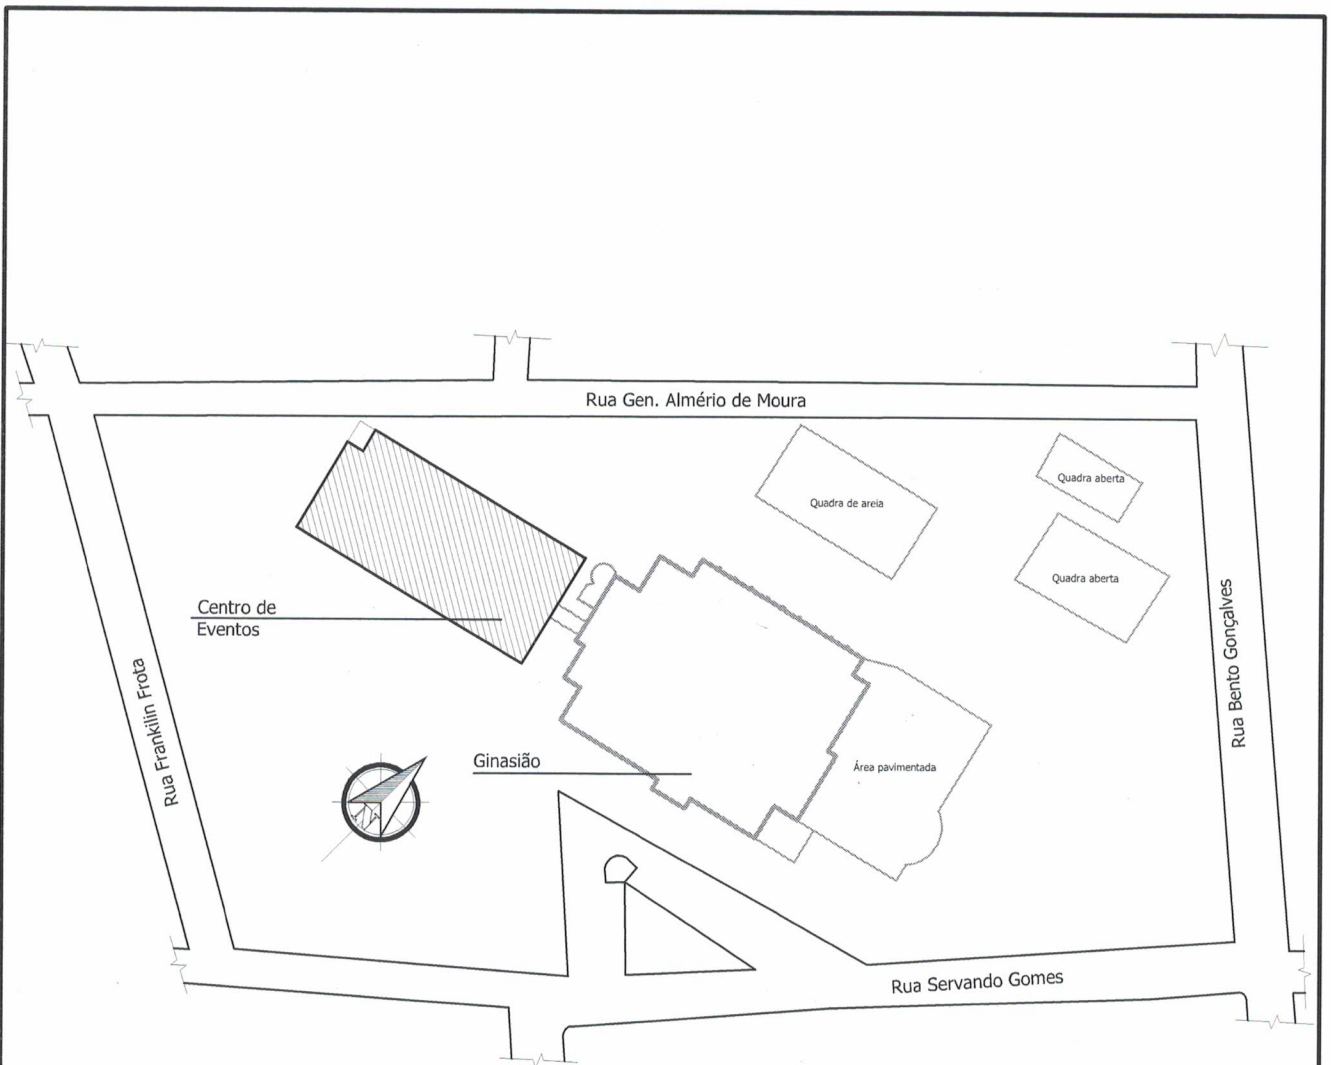 Rua Gen. Almério de Moura
Quadra aberta
Quadra de areia
Quadra aberta
Centro de
Eventos
Rua Bento Gonçalves
Rua Frankilin Frota
Ginasião
Área pavimentada
Rua Servando Gomes